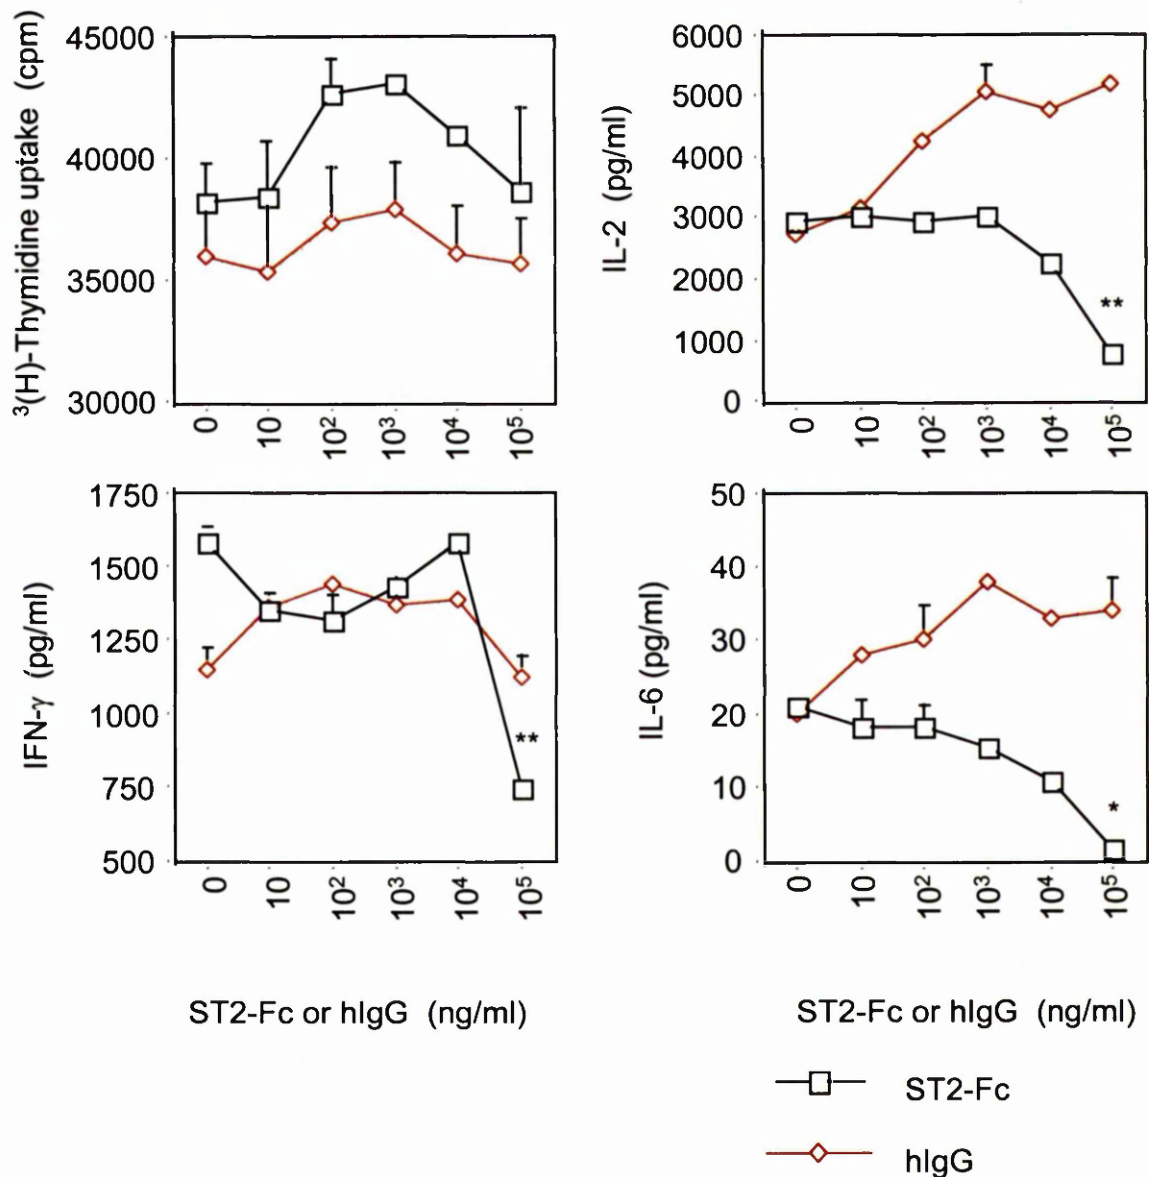 ³(H)-Thymidine uptake (cpm)
45000
40000
35000
30000
0 10 10² 10³ 10⁴ 10⁵
IL-2 (pg/ml)
6000
5000
4000
3000
2000
1000
0
**
0 10 10² 10³ 10⁴ 10⁵
IFN-γ (pg/ml)
1750
1500
1250
1000
750
500
**
0 10 10² 10³ 10⁴ 10⁵
IL-6 (pg/ml)
50
40
30
20
10
0
*
0 10 10² 10³ 10⁴ 10⁵
ST2-Fc or hIgG (ng/ml)
ST2-Fc or hIgG (ng/ml)
ST2-Fc
hIgG